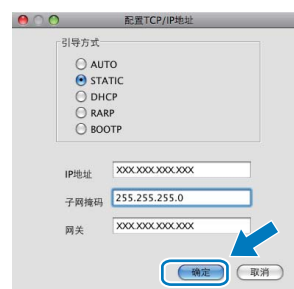 配置TCP/IP地址
引导方式
AUTO
STATIC
DHCP
RARP
BOOTP
IP地址 XXX.XXX.XXX.XXX
子网掩码 255.255.255.0
网关 XXX.XXX.XXX.XXX
确定 取消